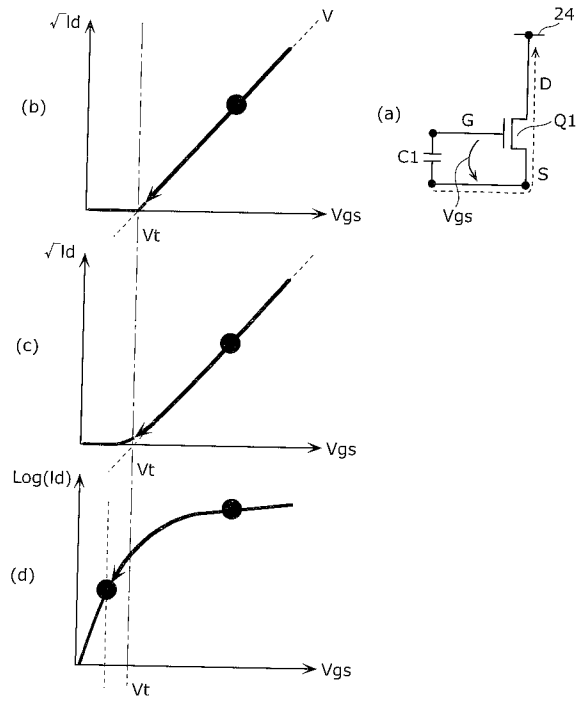 √Id
V
24
(b)
(a)
D
G
Q1
C1
S
Vgs
Vgs
Vt
√Id
(c)
Vgs
Vt
Log(Id)
(d)
Vgs
Vt